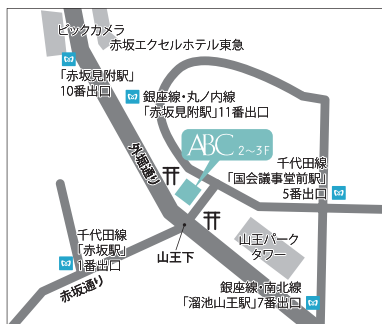 ビックカメラ
赤坂エクセルホテル東急
「赤坂見附駅」
10番出口
銀座線・丸ノ内線
「赤坂見附駅」11番出口
外堀通り
ABC 2〜3F
千代田線
「国会議事堂前駅」
5番出口
千代田線
「赤坂駅」
1番出口
山王下
山王パーク
タワー
赤坂通り
銀座線・南北線
「溜池山王駅」7番出口